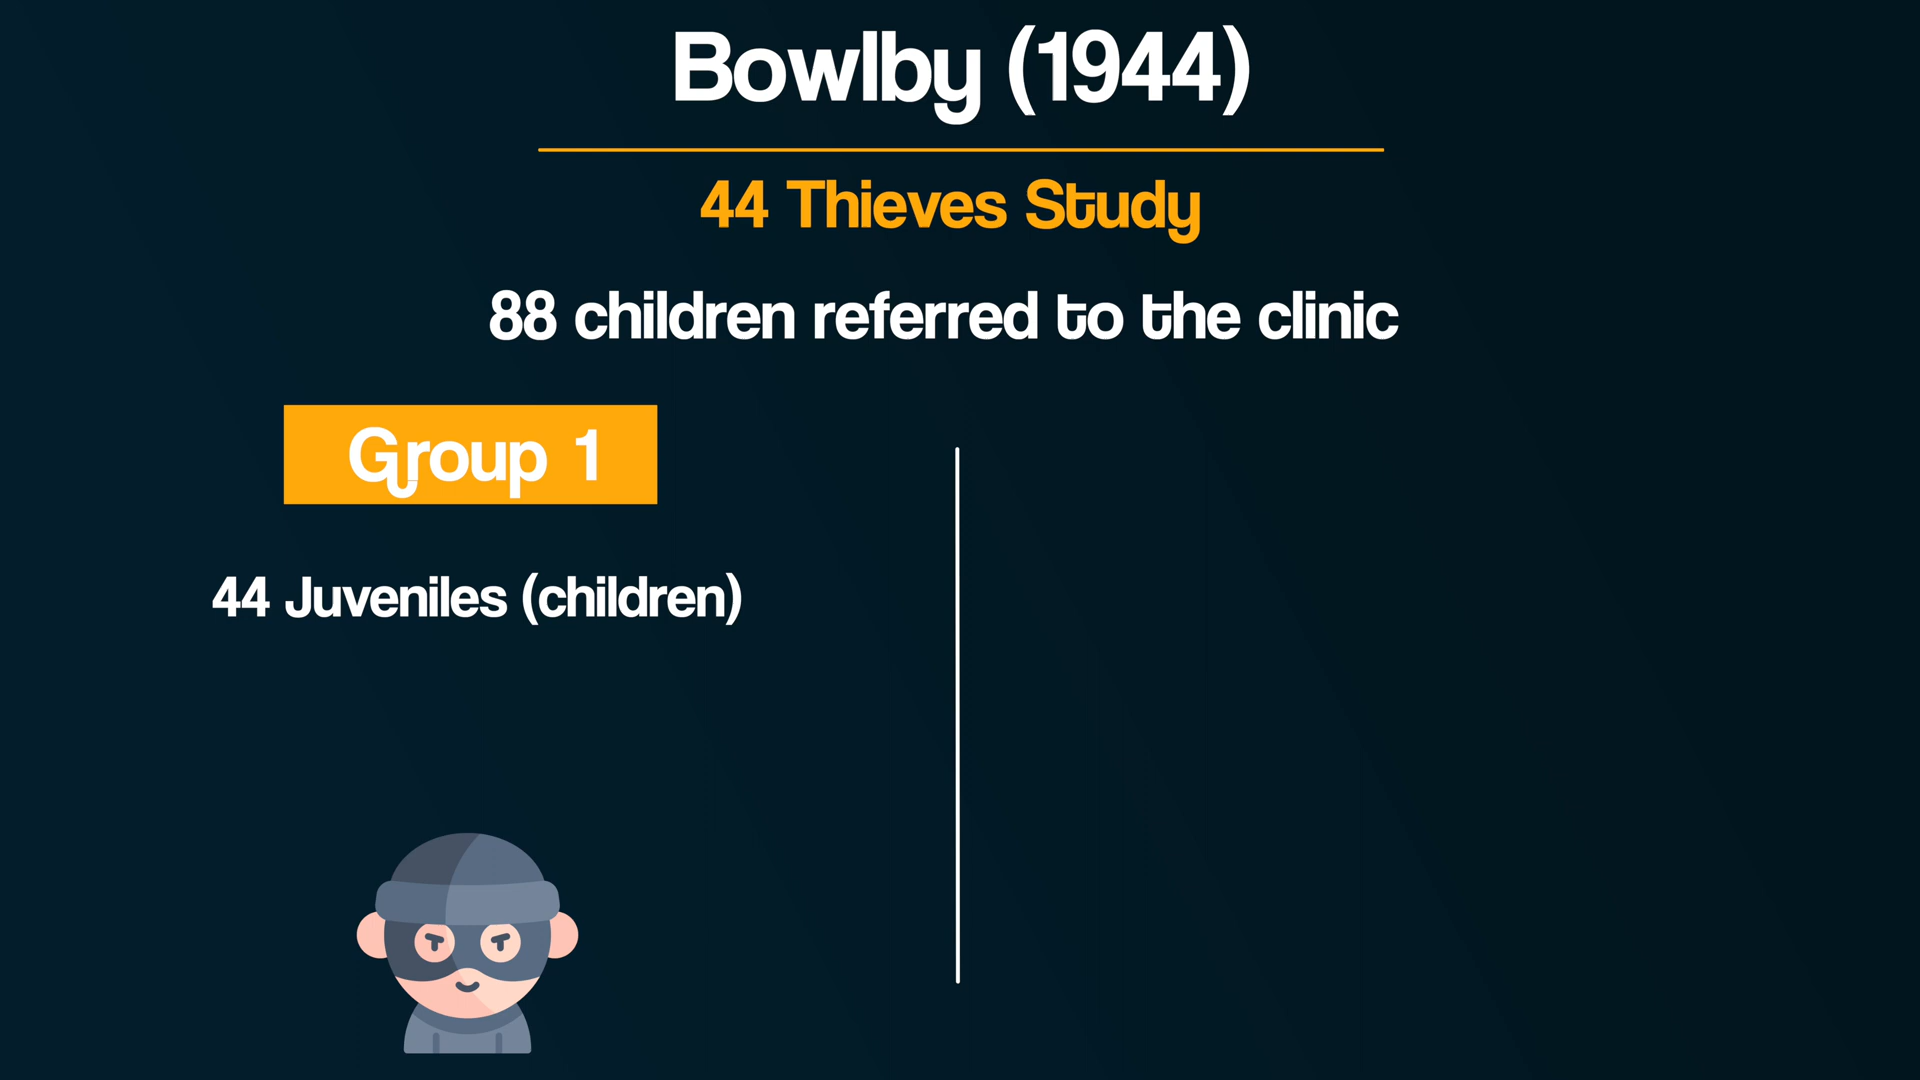 Bowlby (1944)
44 Thieves Study
88 children referred to the clinic
Group 1
44 Juveniles (children)